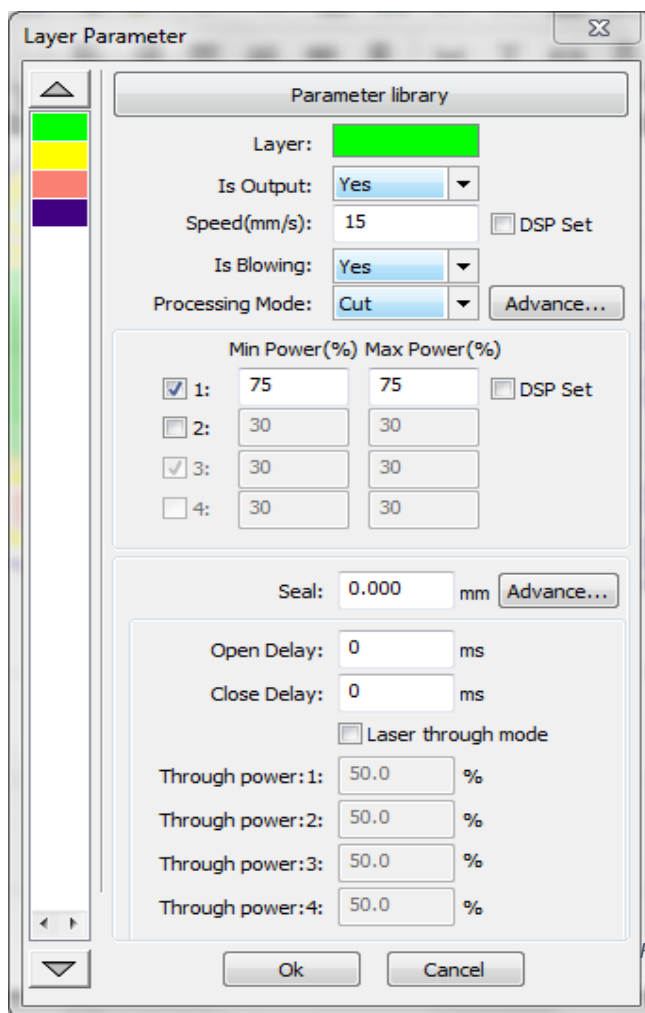 Layer Parameter
Parameter library
Layer:
Is Output: Yes
Speed(mm/s): 15 DSP Set
Is Blowing: Yes
Processing Mode: Cut Advance...
Min Power(%) Max Power(%)
1: 75 75 DSP Set
2: 30 30
3: 30 30
4: 30 30
Seal: 0.000 mm Advance...
Open Delay: 0 ms
Close Delay: 0 ms
Laser through mode
Through power:1: 50.0 %
Through power:2: 50.0 %
Through power:3: 50.0 %
Through power:4: 50.0 %
Ok Cancel